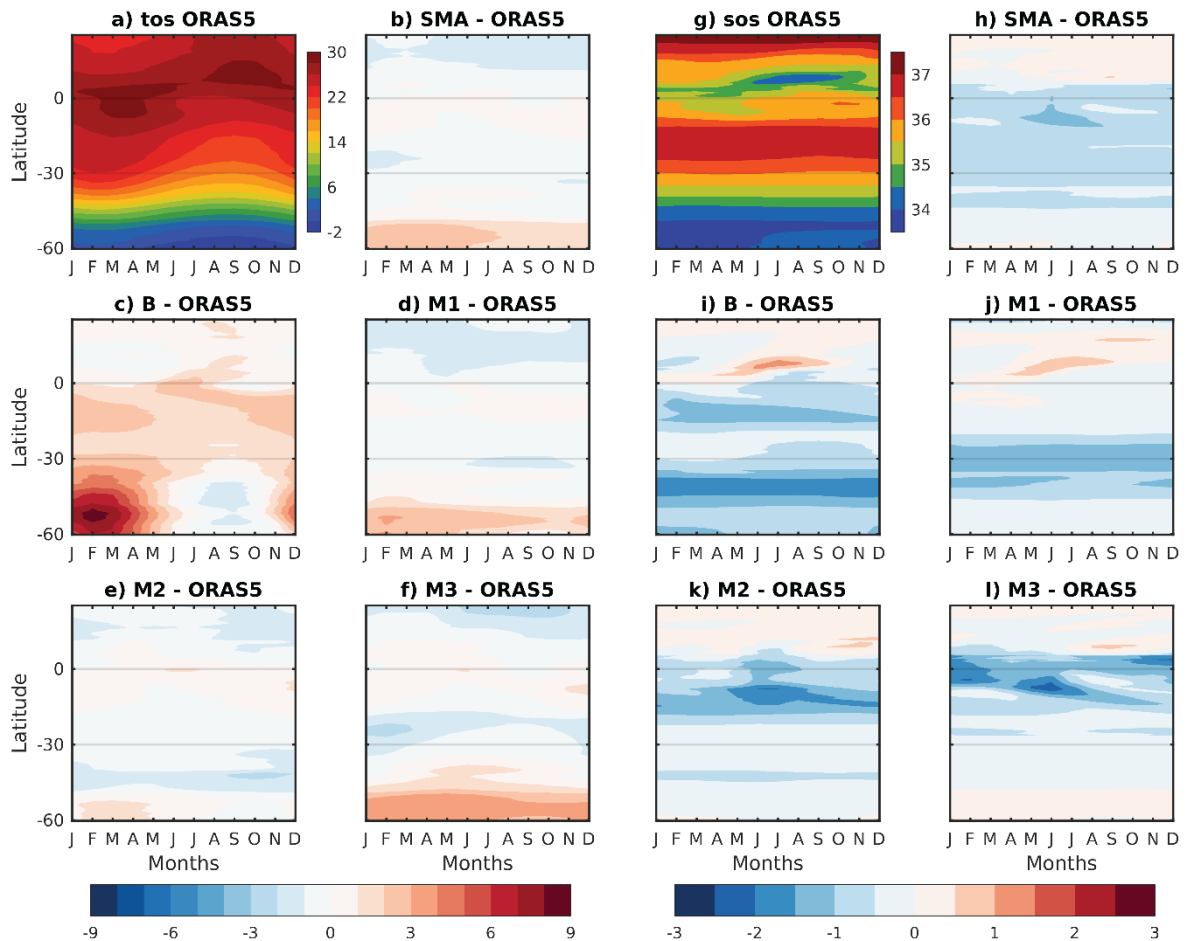 a) tos ORAS5
b) SMA - ORAS5
g) sos ORAS5
h) SMA - ORAS5
Latitude
0
-30
-60
30
22
14
6
-2
37
36
35
34
J F M A M J J A S O N D
J F M A M J J A S O N D
J F M A M J J A S O N D
J F M A M J J A S O N D
c) B - ORAS5
d) M1 - ORAS5
i) B - ORAS5
j) M1 - ORAS5
Latitude
0
-30
-60
J F M A M J J A S O N D
J F M A M J J A S O N D
J F M A M J J A S O N D
J F M A M J J A S O N D
e) M2 - ORAS5
f) M3 - ORAS5
k) M2 - ORAS5
l) M3 - ORAS5
Latitude
0
-30
-60
J F M A M J J A S O N D
J F M A M J J A S O N D
J F M A M J J A S O N D
J F M A M J J A S O N D
Months
Months
Months
Months
-9 -6 -3 0 3 6 9
-3 -2 -1 0 1 2 3